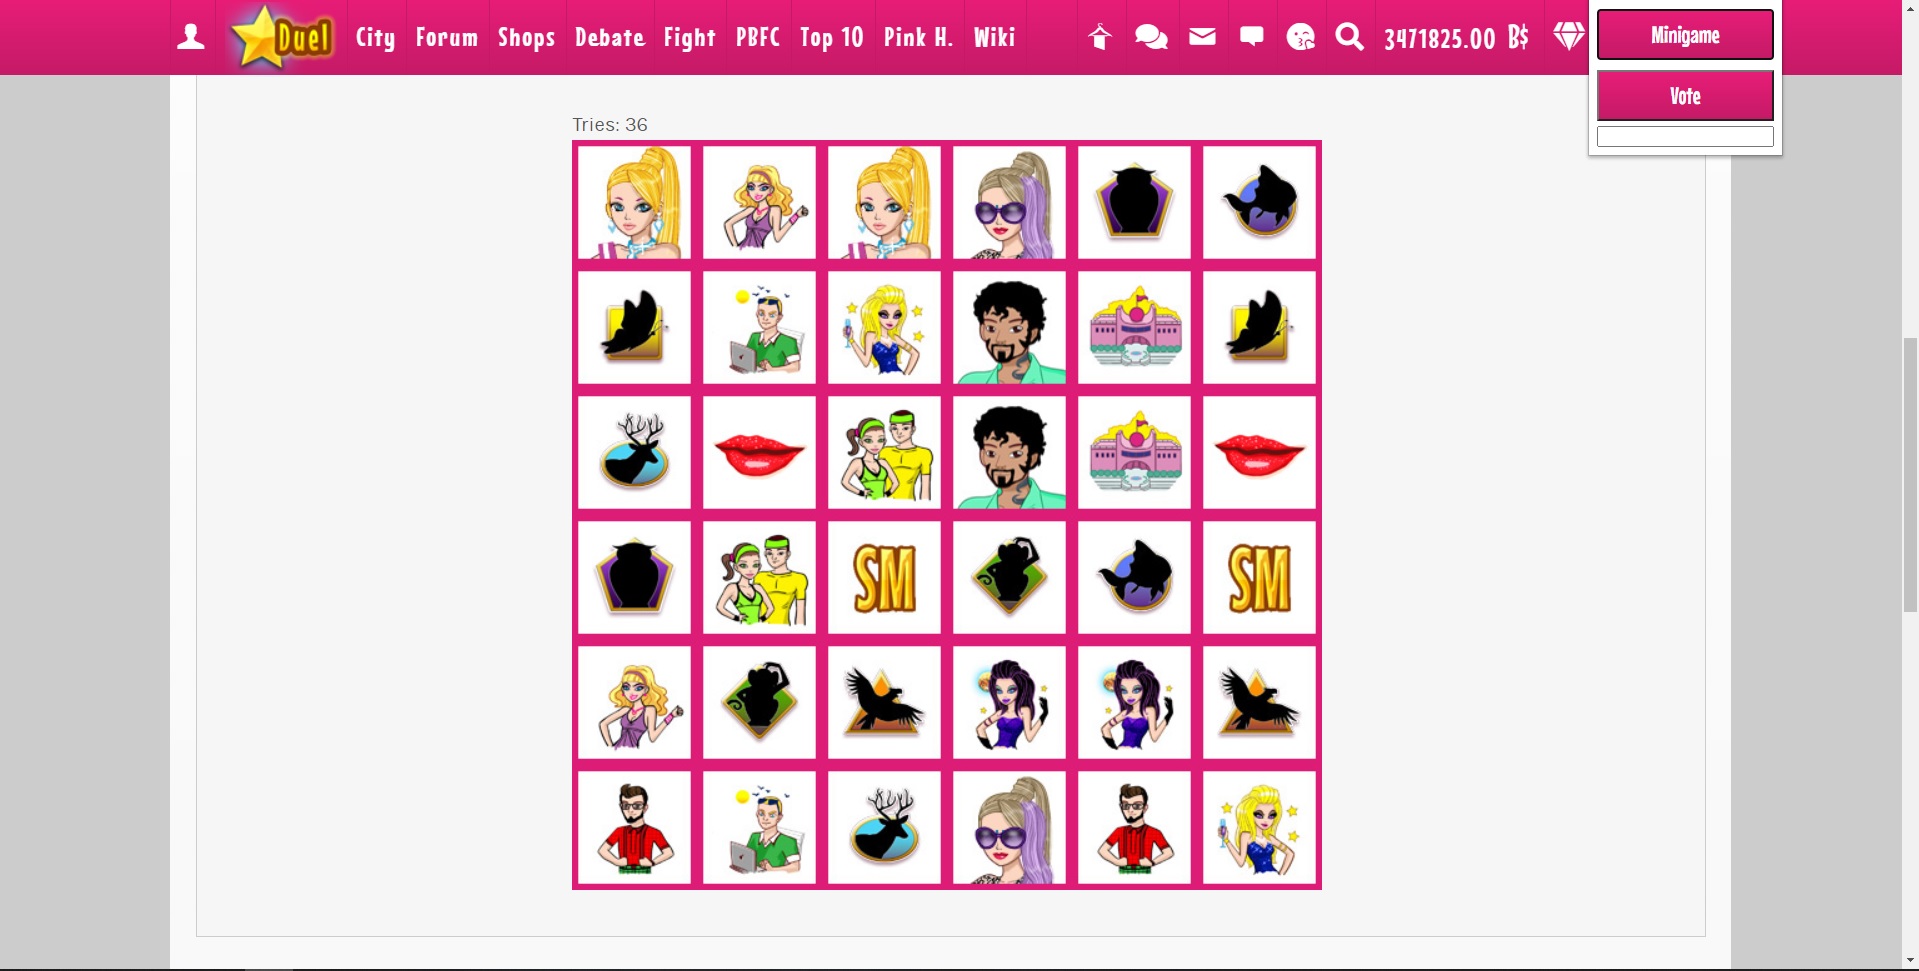 Duel City Forum Shops Debate Fight PBFC Top 10 Pink H. Wiki 3471825.00 B$
Minigame
Vote
Tries: 36
SM SM